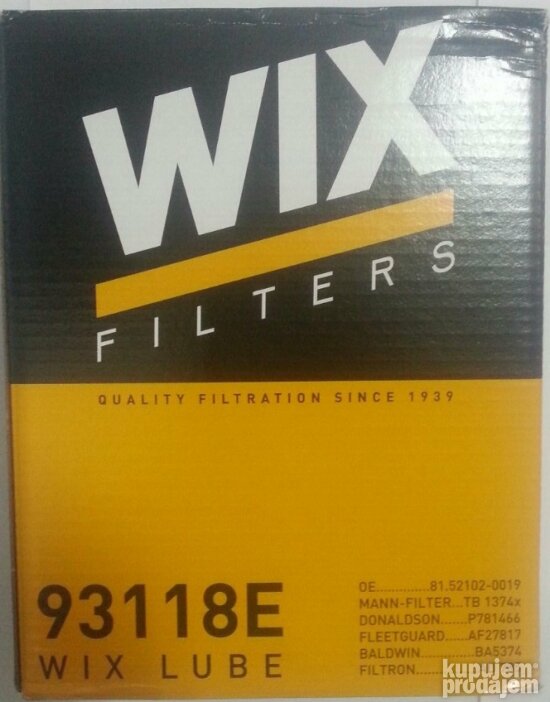 WIX
FILTERS
QUALITY FILTRATION SINCE 1939
93118E
WIX LUBE
OE.............81.52102-0019
MANN-FILTER...TB 1374x
DONALDSON.......P781466
FLEETGUARD.....AF27817
BALDWIN............BA5374
FILTRON
kupujem:
prodajem